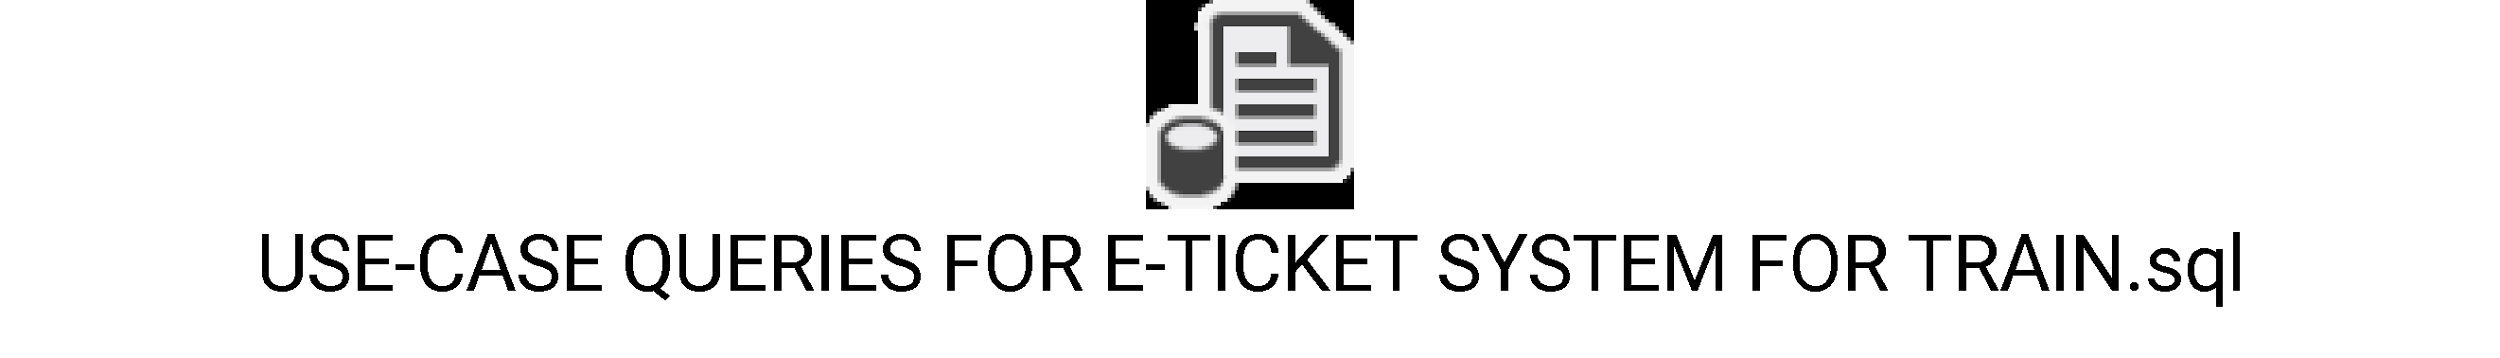 USE-CASE QUERIES FOR E-TICKET SYSTEM FOR TRAIN.sql